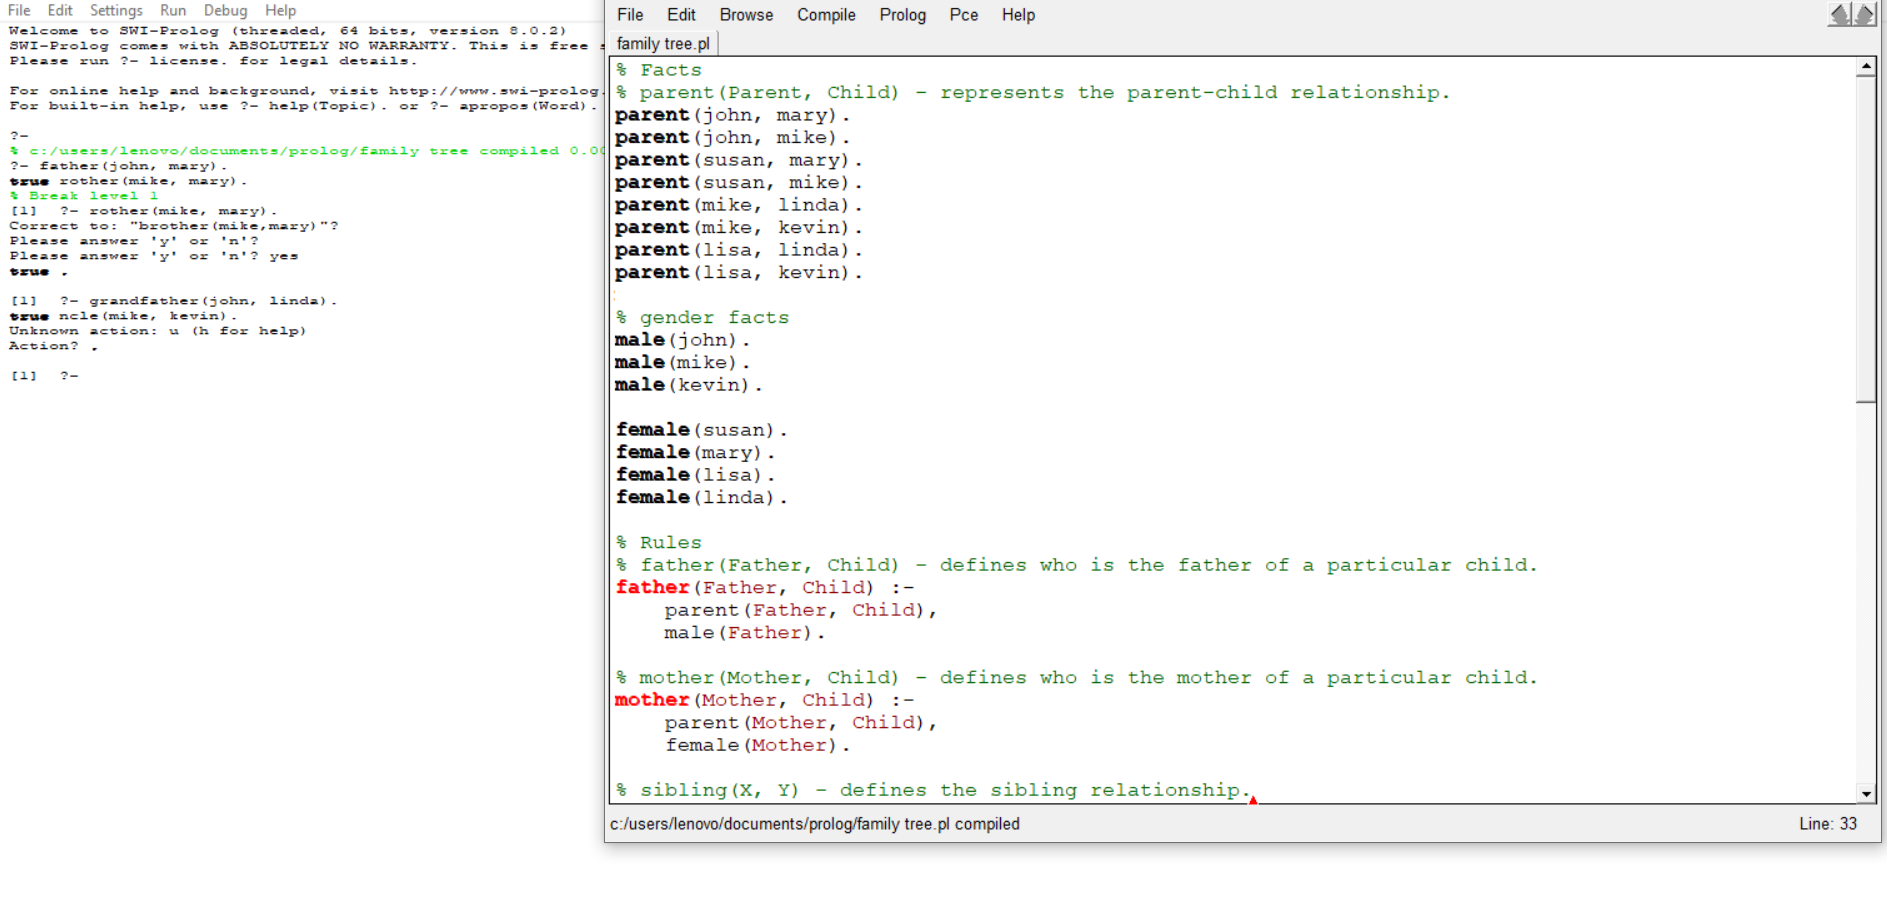 File Edit Settings Run Debug Help
Welcome to SWI-Prolog (threaded, 64 bits, version 8.0.2)
SWI-Prolog comes with ABSOLUTELY NO WARRANTY. This is free
Please run ?- license. for legal details.
For online help and background, visit http://www.swi-prolog.
For built-in help, use ?- help(Topic). or ?- apropos(Word).
?-
% c:/users/lenovo/documents/prolog/family tree compiled 0.00
?- father(john, mary).
true rother(mike, mary).
% Break level 1
[1]  ?- rother(mike, mary).
Correct to: "brother(mike,mary)"?
Please answer 'y' or 'n'?
Please answer 'y' or 'n'? yes
true .
[1]  ?- grandfather(john, linda).
true ncle(mike, kevin).
Unknown action: u (h for help)
Action? .
[1]  ?-
File Edit Browse Compile Prolog Pce Help
family tree.pl
% Facts
% parent(Parent, Child) - represents the parent-child relationship.
parent(john, mary).
parent(john, mike).
parent(susan, mary).
parent(susan, mike).
parent(mike, linda).
parent(mike, kevin).
parent(lisa, linda).
parent(lisa, kevin).
% gender facts
male(john).
male(mike).
male(kevin).
female(susan).
female(mary).
female(lisa).
female(linda).
% Rules
% father(Father, Child) - defines who is the father of a particular child.
father(Father, Child) :-
parent(Father, Child),
male(Father).
% mother(Mother, Child) - defines who is the mother of a particular child.
mother(Mother, Child) :-
parent(Mother, Child),
female(Mother).
% sibling(X, Y) - defines the sibling relationship.
c:/users/lenovo/documents/prolog/family tree.pl compiled
Line: 33